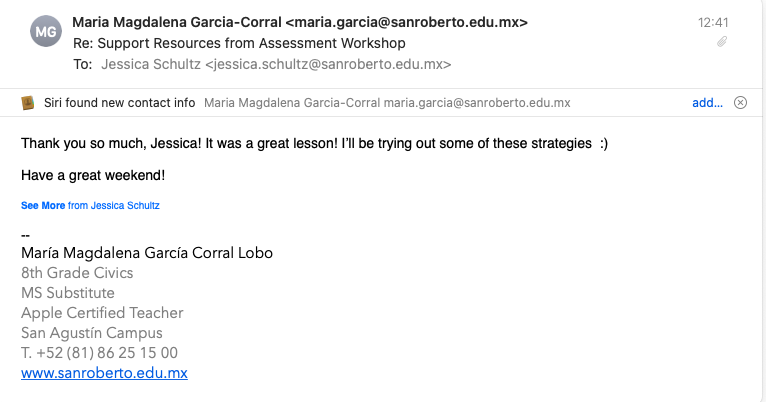 MG
Maria Magdalena Garcia-Corral <maria.garcia@sanroberto.edu.mx>
12:41
Re: Support Resources from Assessment Workshop
To: Jessica Schultz <jessica.schultz@sanroberto.edu.mx>
Siri found new contact info Maria Magdalena Garcia-Corral maria.garcia@sanroberto.edu.mx add...
Thank you so much, Jessica! It was a great lesson! I'll be trying out some of these strategies :)
Have a great weekend!
See More from Jessica Schultz
--
María Magdalena García Corral Lobo
8th Grade Civics
MS Substitute
Apple Certified Teacher
San Agustín Campus
T. +52 (81) 86 25 15 00
www.sanroberto.edu.mx